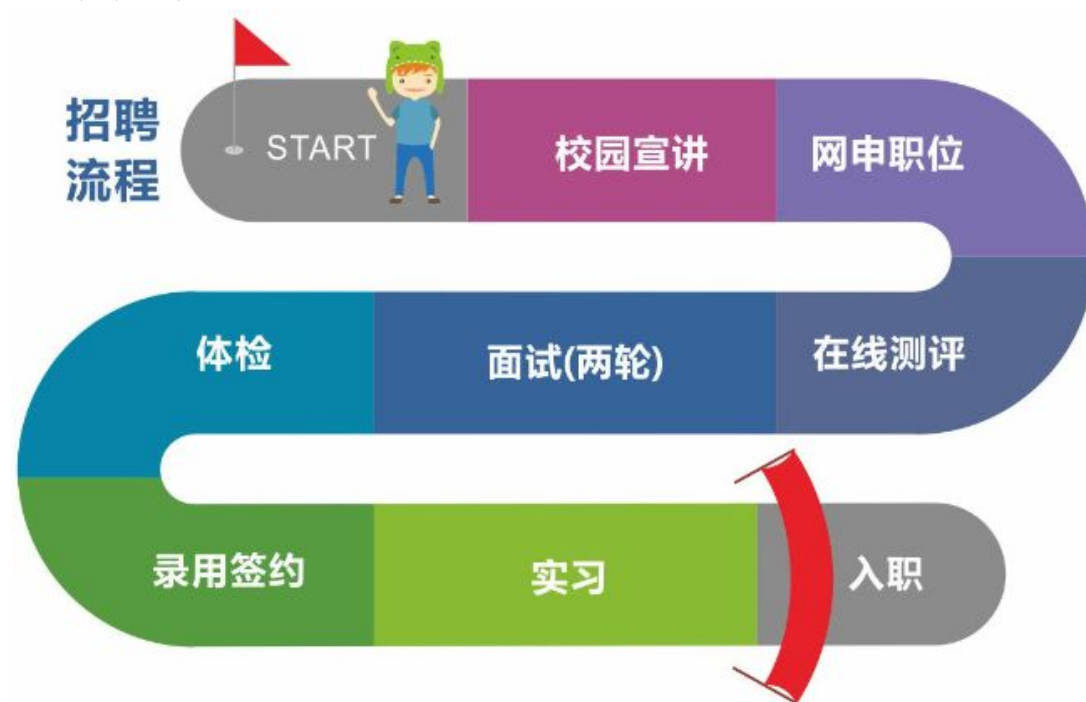 招聘
流程
START
校园宣讲
网申职位
在线测评
面试(两轮)
体检
录用签约
实习
入职